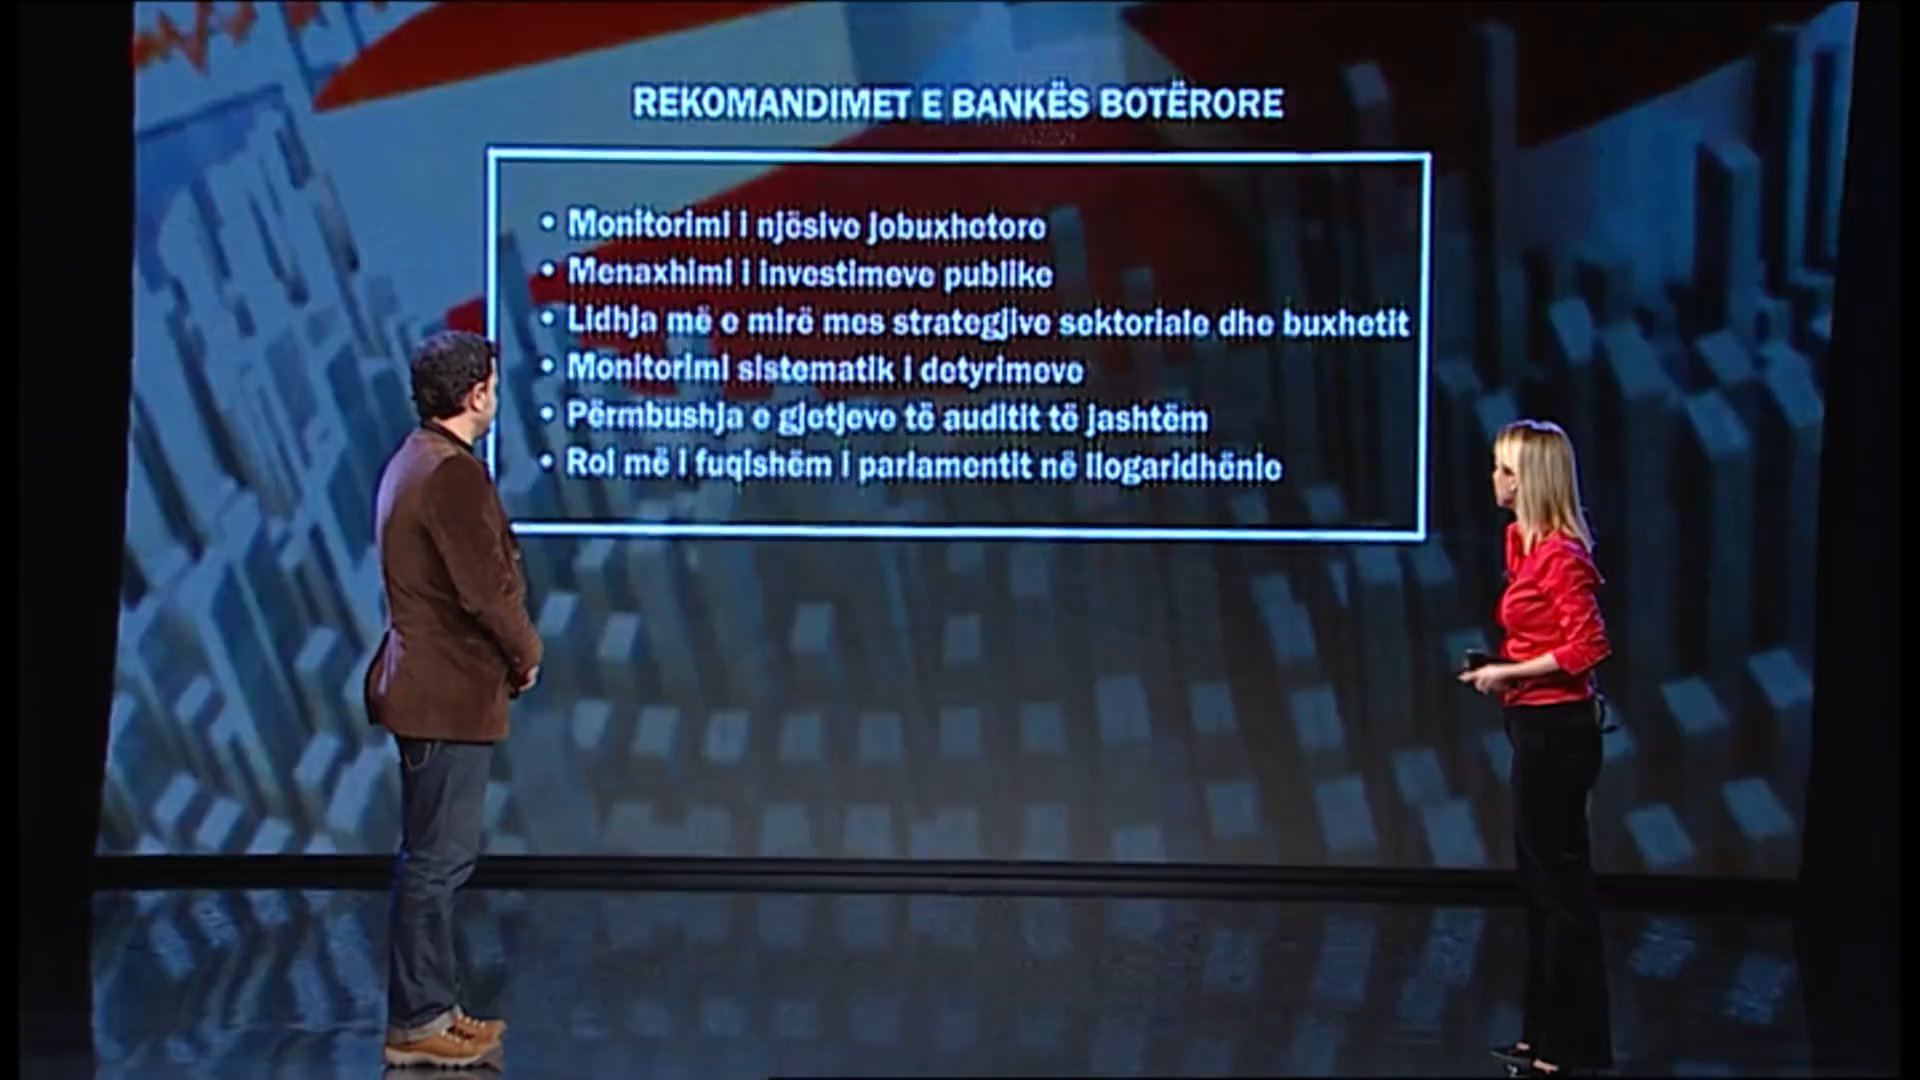 REKOMANDIMET E BANKËS BOTËRORE
• Monitorimi i njësive jobuxhetore
• Menaxhimi i investimeve publike
• Lidhja më e mirë mes strategjive sektoriale dhe buxhetit
• Monitorimi sistematik i detyrimeve
• Përmbushja e gjetjeve të auditit të jashtëm
• Rol më i fuqishëm i parlamentit në llogaridhënie